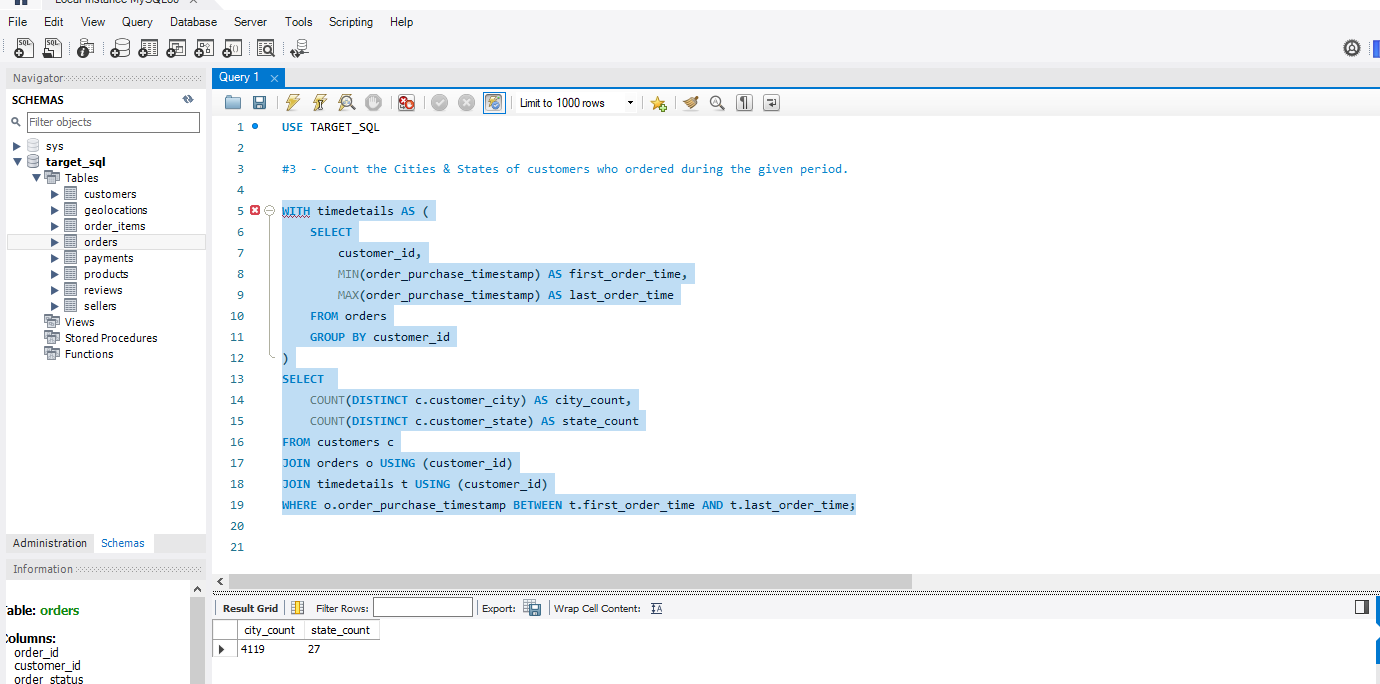 File Edit View Query Database Server Tools Scripting Help
Navigator
SCHEMAS
Filter objects
sys
target_sql
Tables
customers
geolocations
order_items
orders
payments
products
reviews
sellers
Views
Stored Procedures
Functions
Administration Schemas
Information
Table: orders
Columns:
order_id
customer_id
order_status
Query 1
Limit to 1000 rows
1 USE TARGET_SQL
2
3 #3  - Count the Cities & States of customers who ordered during the given period.
4
5 WITH timedetails AS (
6 SELECT
7 customer_id,
8 MIN(order_purchase_timestamp) AS first_order_time,
9 MAX(order_purchase_timestamp) AS last_order_time
10 FROM orders
11 GROUP BY customer_id
12 )
13 SELECT
14 COUNT(DISTINCT c.customer_city) AS city_count,
15 COUNT(DISTINCT c.customer_state) AS state_count
16 FROM customers c
17 JOIN orders o USING (customer_id)
18 JOIN timedetails t USING (customer_id)
19 WHERE o.order_purchase_timestamp BETWEEN t.first_order_time AND t.last_order_time;
20
21
Result Grid Filter Rows: Export: Wrap Cell Content:
city_count state_count
4119 27